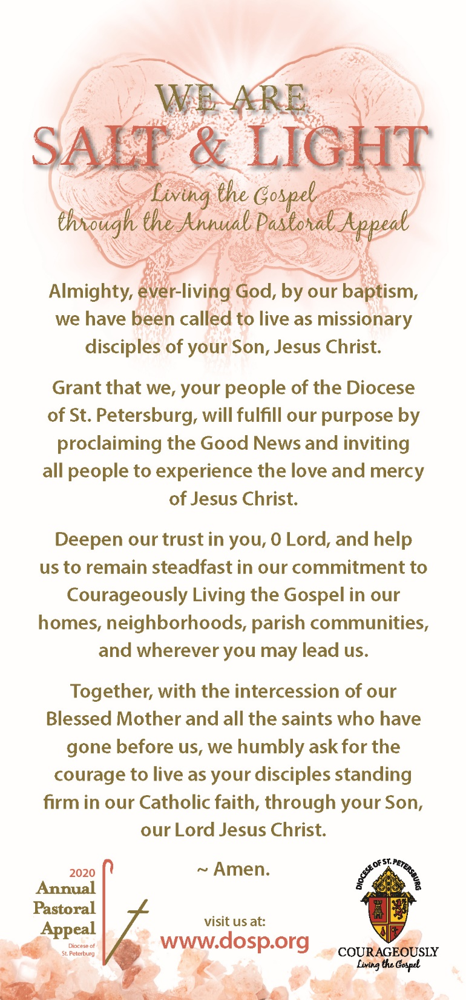 WE ARE
SALT & LIGHT
Living the Gospel
through the Annual Pastoral Appeal
Almighty, ever-living God, by our baptism,
we have been called to live as missionary
disciples of your Son, Jesus Christ.
Grant that we, your people of the Diocese
of St. Petersburg, will fulfill our purpose by
proclaiming the Good News and inviting
all people to experience the love and mercy
of Jesus Christ.
Deepen our trust in you, 0 Lord, and help
us to remain steadfast in our commitment to
Courageously Living the Gospel in our
homes, neighborhoods, parish communities,
and wherever you may lead us.
Together, with the intercession of our
Blessed Mother and all the saints who have
gone before us, we humbly ask for the
courage to live as your disciples standing
firm in our Catholic faith, through your Son,
our Lord Jesus Christ.
~ Amen.
2020
Annual
Pastoral
Appeal
Diocese of
St. Peterburg
visit us at:
www.dosp.org
DIOCESE OF ST. PETERSBURG
COURAGEOUSLY
Living the Gospel